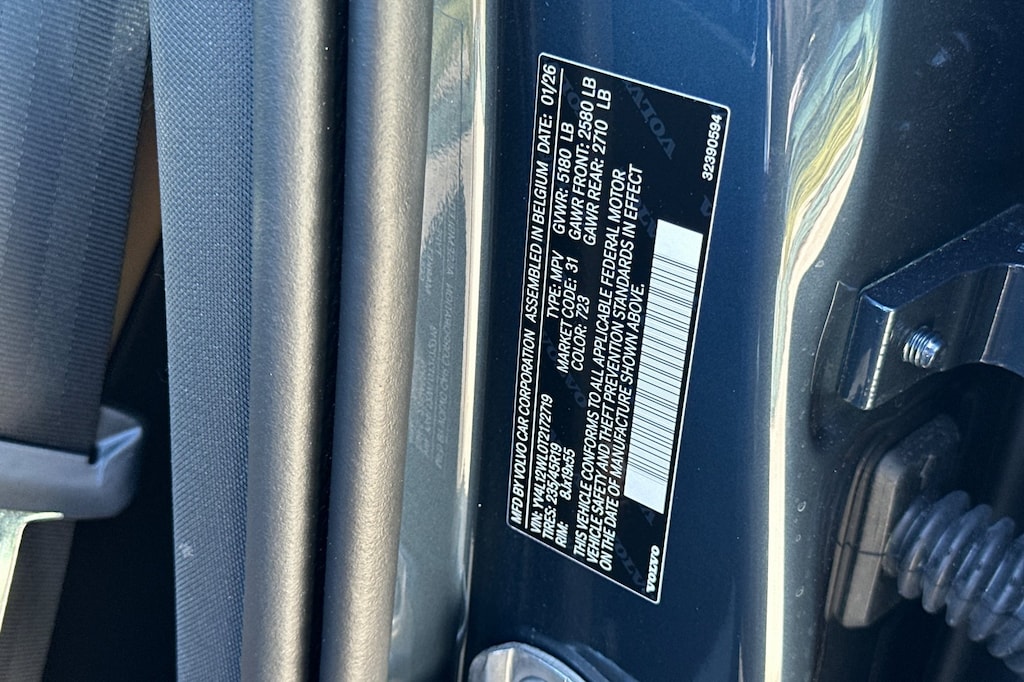 MFD BY VOLVO CAR CORPORATION ASSEMBLED IN BELGIUM DATE: 01/26
VIN: YV4L12WL0T2172719 TYPE: MPV GVWR: 5180 LB
TIRES: 235/45R19 MARKET CODE: 31 GAWR FRONT: 2580 LB
RIM: 8Jx19x55 COLOR: 723 GAWR REAR: 2710 LB
THIS VEHICLE CONFORMS TO ALL APPLICABLE FEDERAL MOTOR
VEHICLE SAFETY AND THEFT PREVENTION STANDARDS IN EFFECT
ON THE DATE OF MANUFACTURE SHOWN ABOVE.
VOLVO
32390594